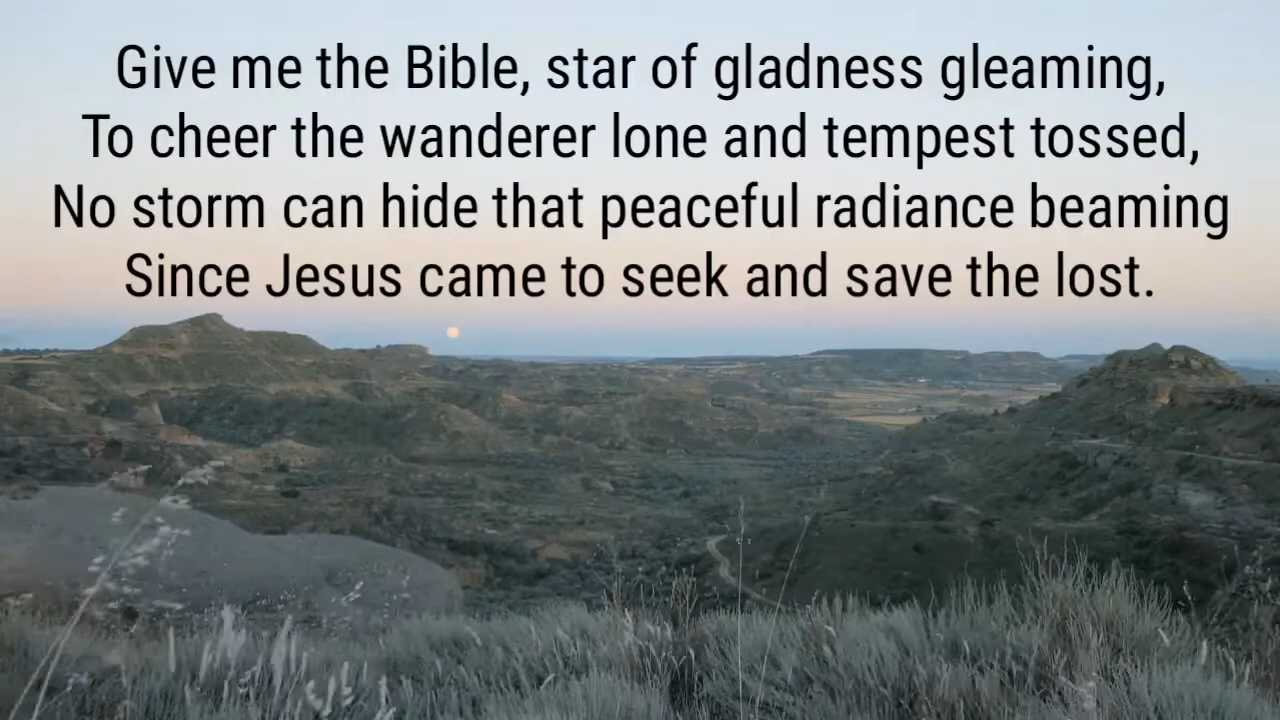 Give me the Bible, star of gladness gleaming,
To cheer the wanderer lone and tempest tossed,
No storm can hide that peaceful radiance beaming
Since Jesus came to seek and save the lost.